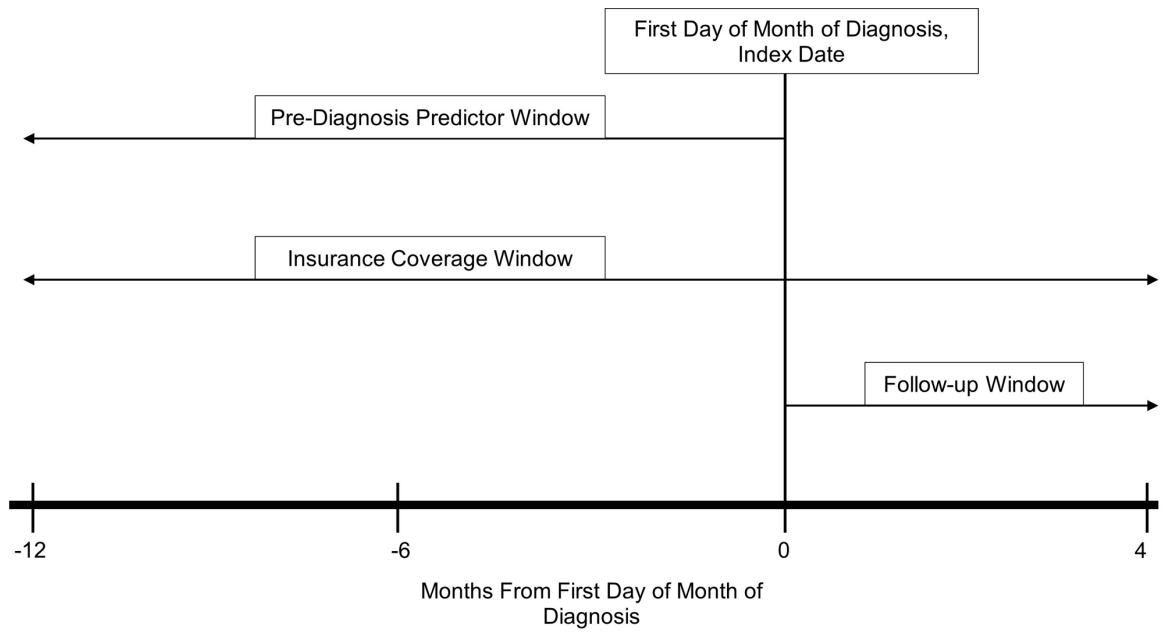 First Day of Month of Diagnosis,
Index Date
Pre-Diagnosis Predictor Window
Insurance Coverage Window
Follow-up Window
-12
-6
0
4
Months From First Day of Month of
Diagnosis